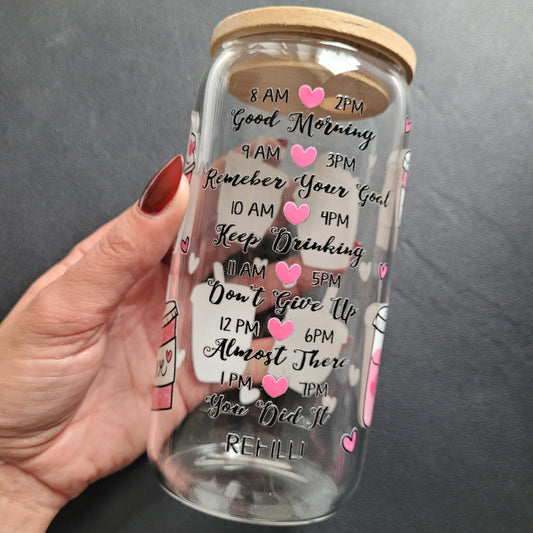 8 AM 2PM
Good Morning
9 AM 3PM
Remeber Your Goal
10 AM 4PM
Keep Drinking
11 AM 5PM
Don't Give Up
12 PM 6PM
Almost There
1 PM 7PM
You Did It
REFILL!